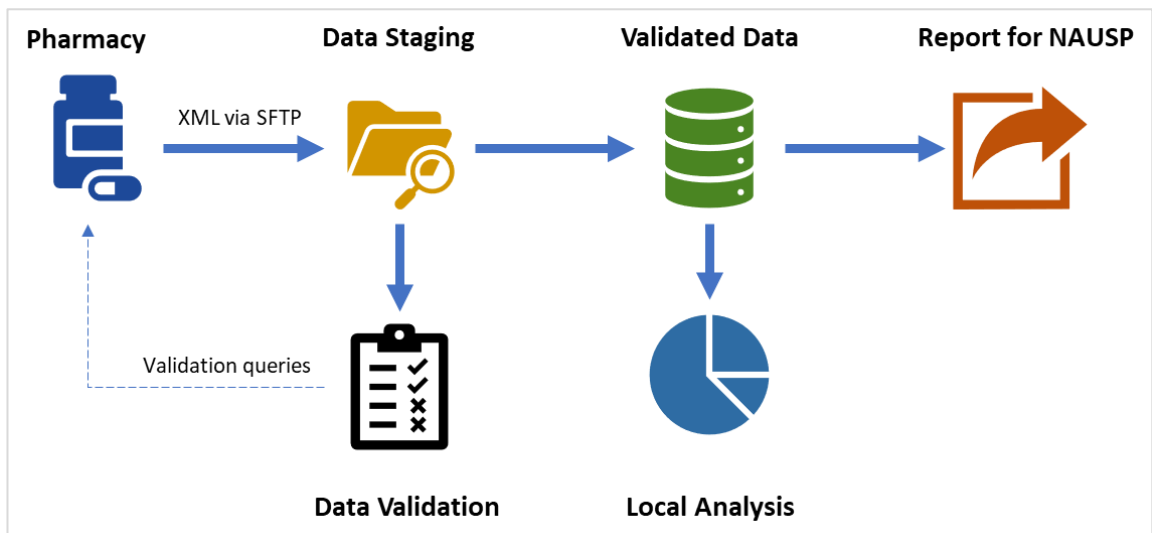 Pharmacy
Data Staging
Validated Data
Report for NAUSP
XML via SFTP
Validation queries
Data Validation
Local Analysis